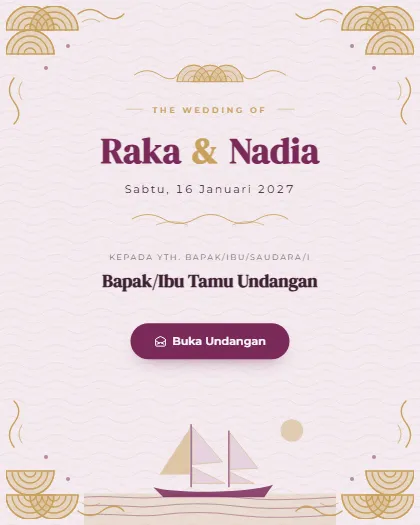 THE WEDDING OF
Raka & Nadia
Sabtu, 16 Januari 2027
KEPADA YTH. BAPAK/IBU/SAUDARA/I
Bapak/Ibu Tamu Undangan
Buka Undangan